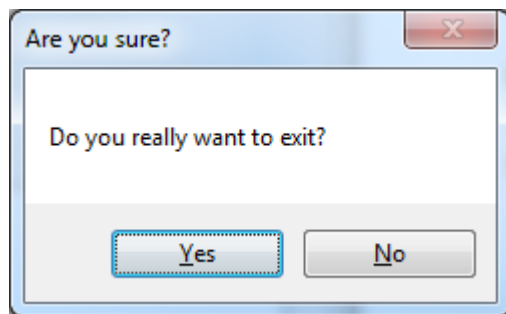 Are you sure?
Do you really want to exit?
Yes
No